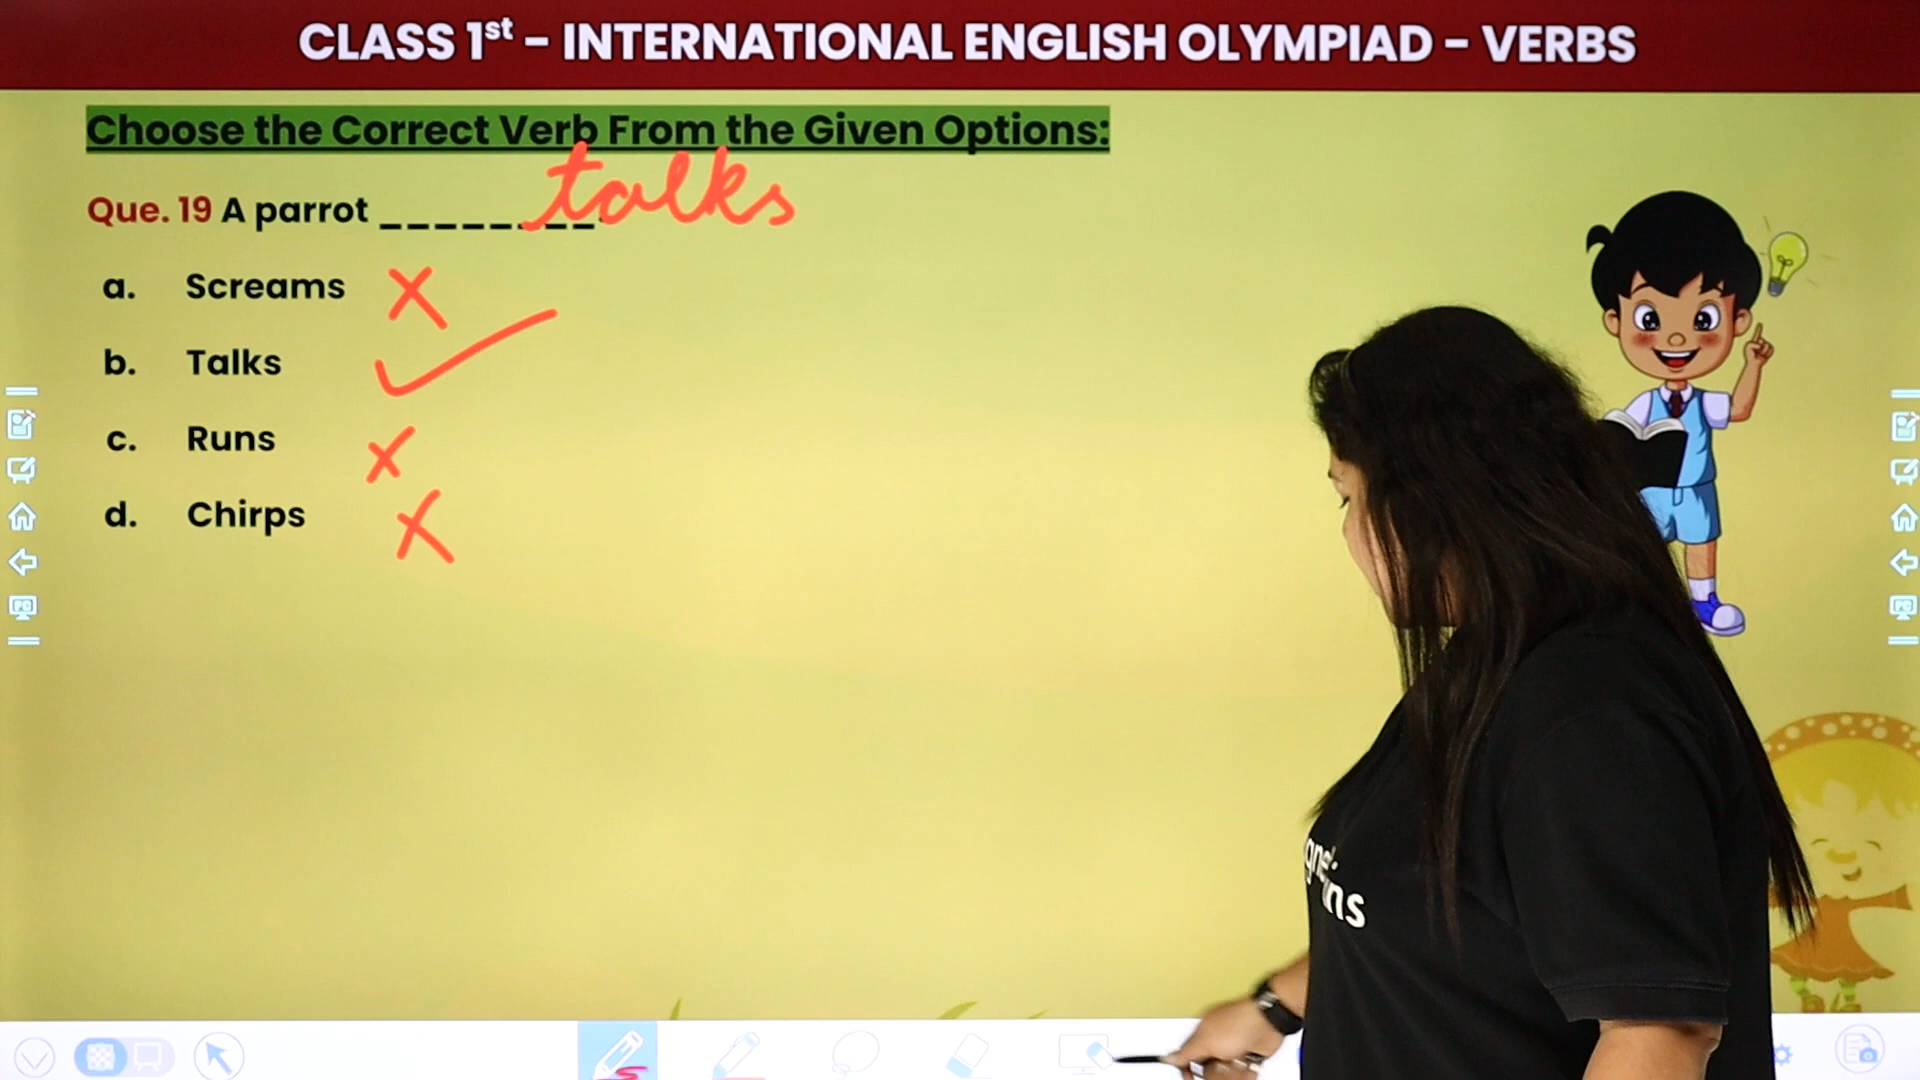 CLASS 1st - INTERNATIONAL ENGLISH OLYMPIAD - VERBS
Choose the Correct Verb From the Given Options:
talks
Que. 19 A parrot ________.
a. Screams
b. Talks
c. Runs
d. Chirps